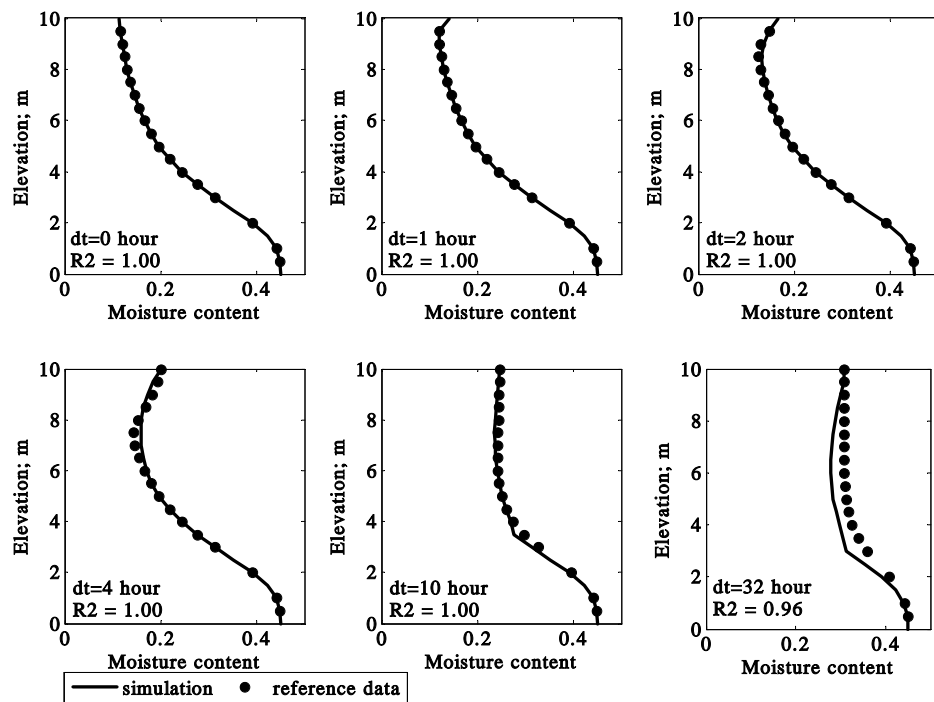 10
8
6
4
2
0
Elevation; m
dt=0 hour
R2 = 1.00
0 0.2 0.4
Moisture content
10
8
6
4
2
0
Elevation; m
dt=1 hour
R2 = 1.00
0 0.2 0.4
Moisture content
10
8
6
4
2
0
Elevation; m
dt=2 hour
R2 = 1.00
0 0.2 0.4
Moisture content
10
8
6
4
2
0
Elevation; m
dt=4 hour
R2 = 1.00
0 0.2 0.4
Moisture content
10
8
6
4
2
0
Elevation; m
dt=10 hour
R2 = 1.00
0 0.2 0.4
Moisture content
10
8
6
4
2
0
Elevation; m
dt=32 hour
R2 = 0.96
0.2 0.4
Moisture content
simulation reference data